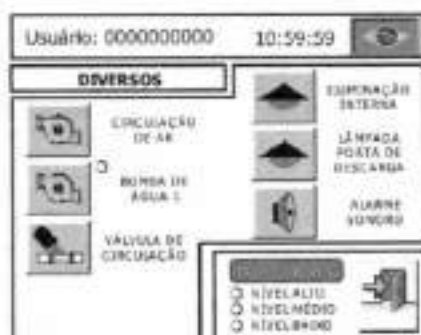 Usuário: 0000000000
10:59:59
DIVERSOS
CIRCULAÇÃO
DE AR
BOMBA DE
ÁGUA 1
VÁLVULA DE
CIRCULAÇÃO
ILUMINAÇÃO
INTERNA
LÂMPADA
PORTA DE
DESCARGA
ALARME
SONORO
NÍVEL ALTO
NÍVEL MÉDIO
NÍVEL BAIXO